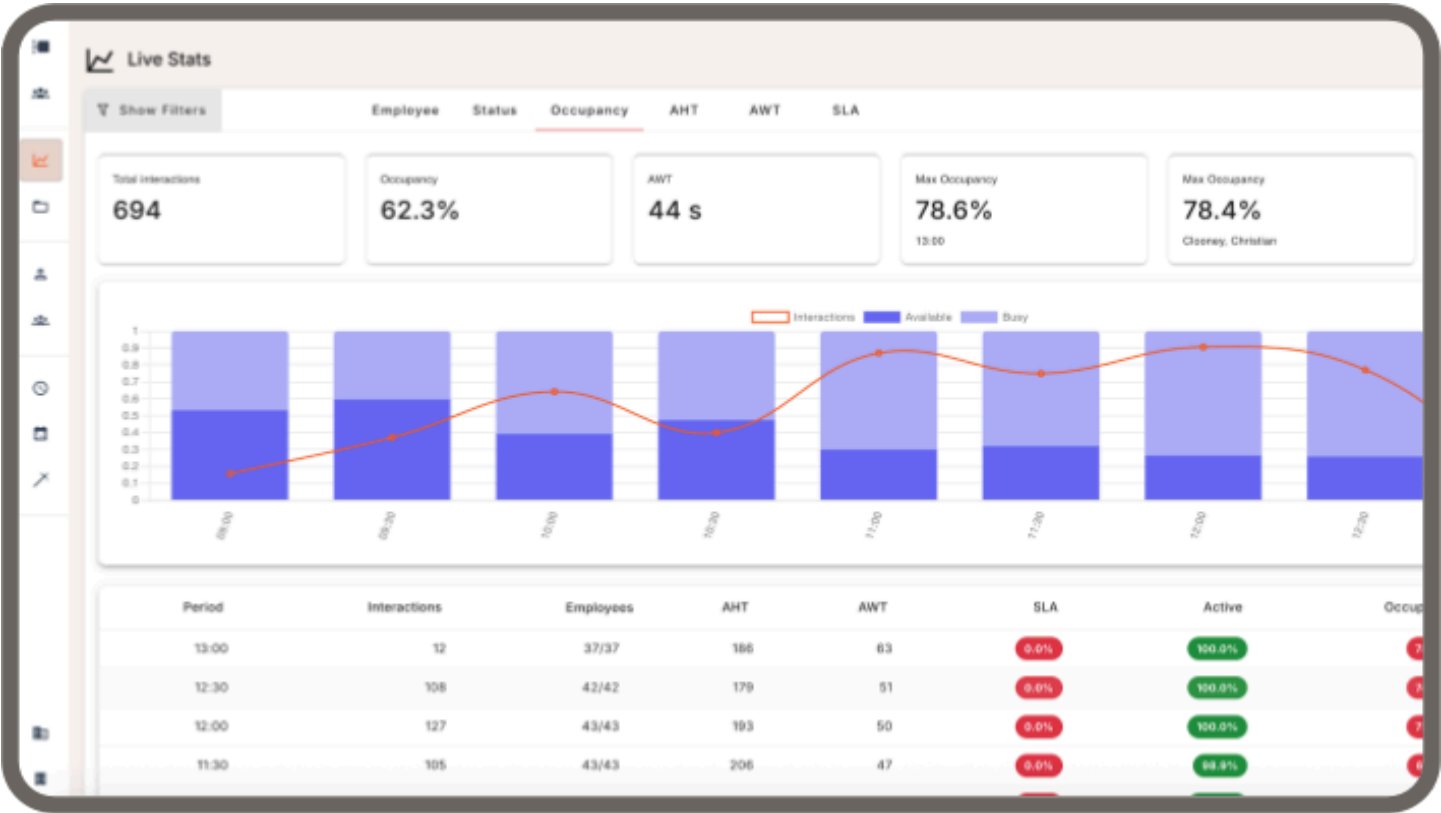 Live Stats
Show Filters Employee Status Occupancy AHT AWT SLA
Total interactions Occupancy AWT Max Occupancy Max Occupancy
694 62.3% 44 s 78.6% 78.4%
13:00 Clooney, Christian
Interactions Available Busy
1
0.9
0.8
0.7
0.6
0.5
0.4
0.3
0.2
0.1
0
09:00 09:30 10:00 10:30 11:00 11:30 12:00 12:30
Period Interactions Employees AHT AWT SLA Active Occup
13:00 12 37/37 186 63 0.0% 100.0% 7
12:30 108 42/42 179 51 0.0% 100.0% 7
12:00 127 43/43 193 50 0.0% 100.0% 7
11:30 105 43/43 206 47 0.0% 98.9%